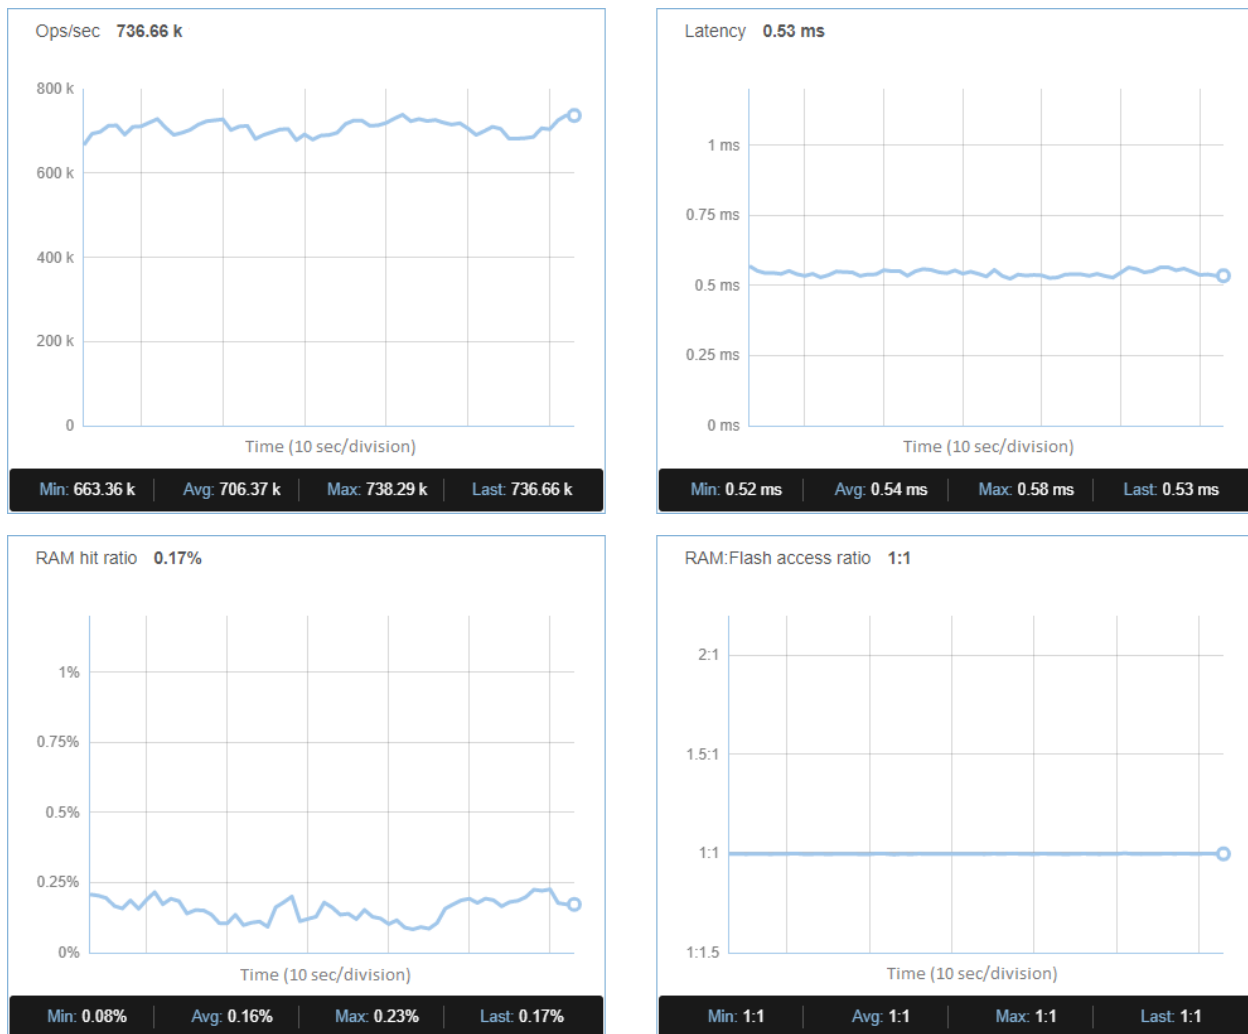 Ops/sec 736.66 k
800 k
600 k
400 k
200 k
0
Time (10 sec/division)
Min: 663.36 k Avg: 706.37 k Max: 738.29 k Last: 736.66 k
Latency 0.53 ms
1 ms
0.75 ms
0.5 ms
0.25 ms
0 ms
Time (10 sec/division)
Min: 0.52 ms Avg: 0.54 ms Max: 0.58 ms Last: 0.53 ms
RAM hit ratio 0.17%
1%
0.75%
0.5%
0.25%
0%
Time (10 sec/division)
Min: 0.08% Avg: 0.16% Max: 0.23% Last: 0.17%
RAM:Flash access ratio 1:1
2:1
1.5:1
1:1
1:1.5
Time (10 sec/division)
Min: 1:1 Avg: 1:1 Max: 1:1 Last: 1:1